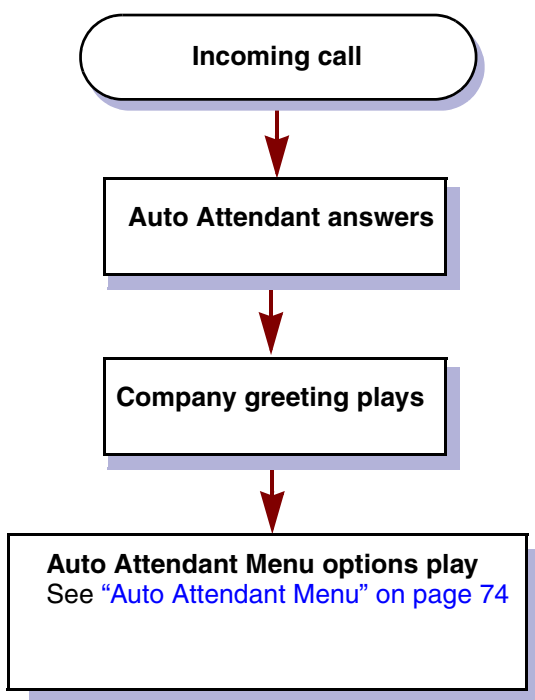 Incoming call
Auto Attendant answers
Company greeting plays
Auto Attendant Menu options play
See “Auto Attendant Menu” on page 74